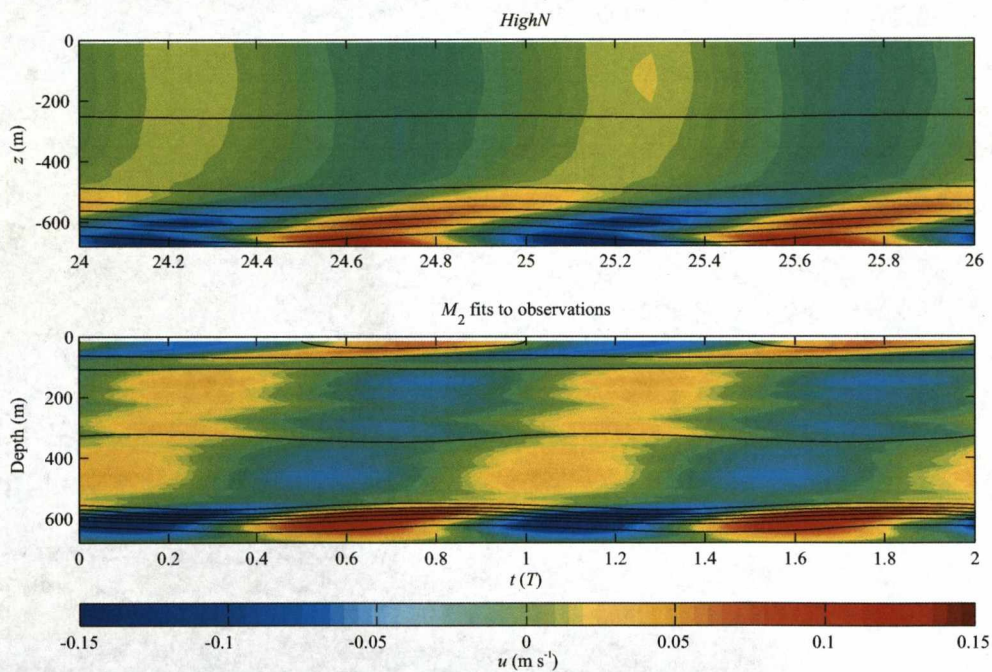 HighN
0
-200
-400
-600
z (m)
24 24.2 24.4 24.6 24.8 25 25.2 25.4 25.6 25.8 26
M2 fits to observations
0
200
400
600
Depth (m)
0 0.2 0.4 0.6 0.8 1 1.2 1.4 1.6 1.8 2
t (T)
-0.15 -0.1 -0.05 0 0.05 0.1 0.15
u (m s-1)